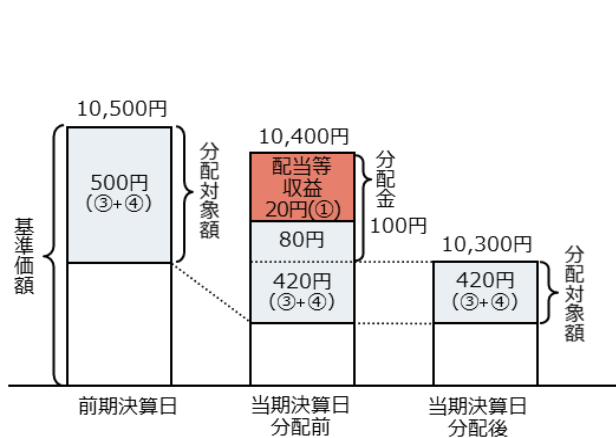 10,500円
500円
(③+④)
分配対象額
基準価額
前期決算日
10,400円
配当等
収益
20円(①)
80円
420円
(③+④)
分配金
100円
当期決算日
分配前
10,300円
420円
(③+④)
分配対象額
当期決算日
分配後